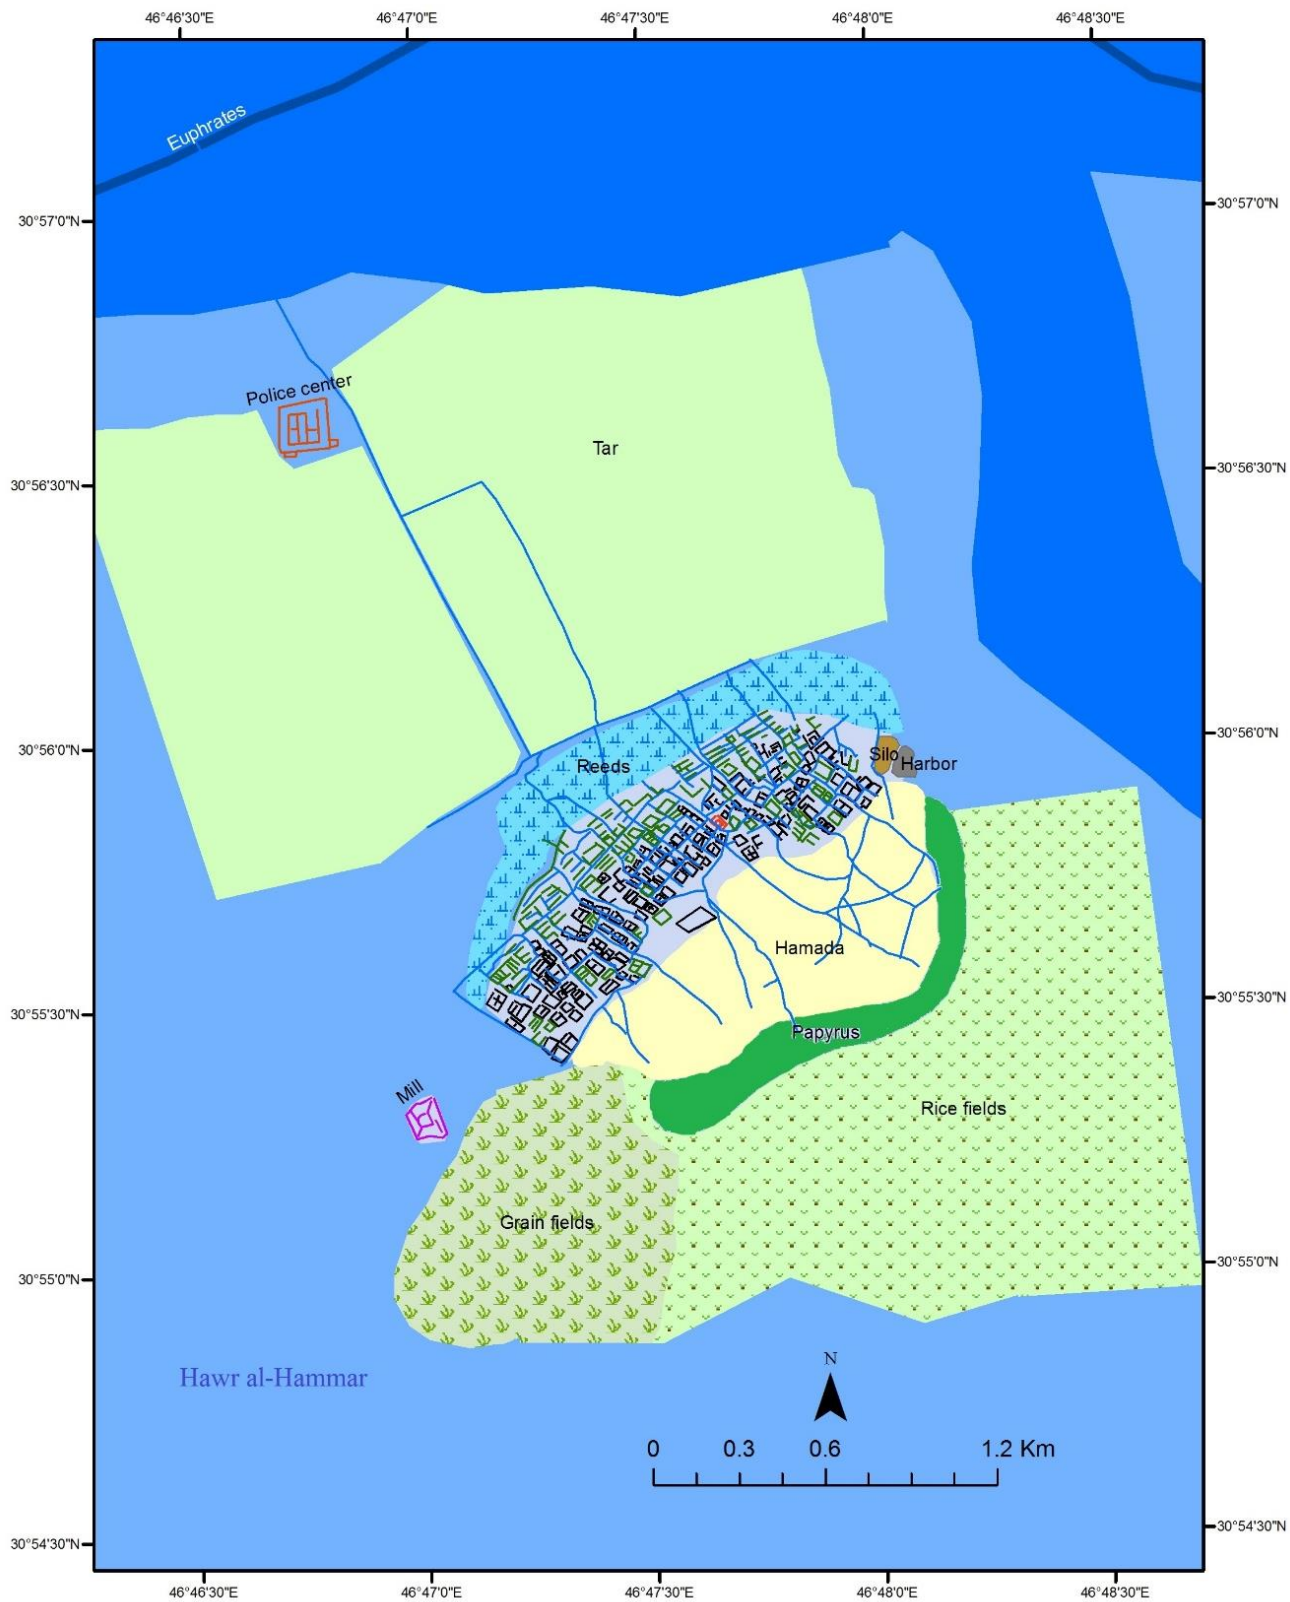 46°46'30"E
46°47'0"E
46°47'30"E
46°48'0"E
46°48'30"E
Euphrates
30°57'0"N
30°57'0"N
Police center
Tar
30°56'30"N
30°56'30"N
30°56'0"N
30°56'0"N
Reeds
Silo
Harbor
Hamada
30°55'30"N
30°55'30"N
Papyrus
Mill
Rice fields
Grain fields
30°55'0"N
30°55'0"N
Hawr al-Hammar
N
0 0.3 0.6 1.2 Km
30°54'30"N
30°54'30"N
46°46'30"E
46°47'0"E
46°47'30"E
46°48'0"E
46°48'30"E